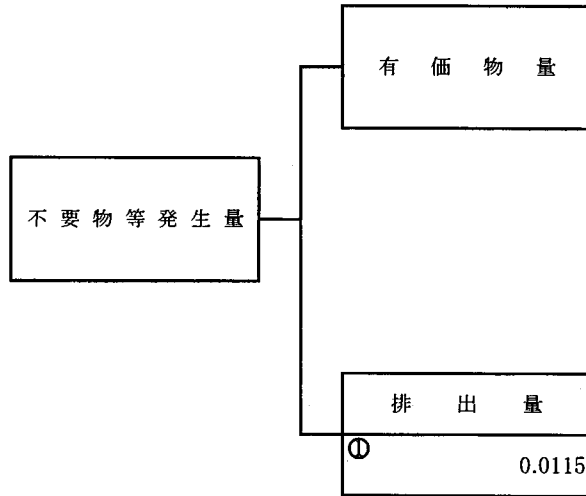 有価物量
不要物等発生量
排出量
①
0.0115